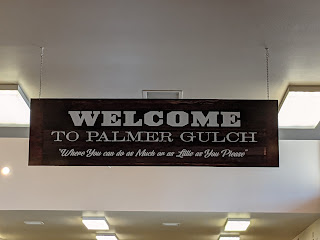 WELCOME
TO PALMER GULCH
"Where You can do as Much or as Little as You Please"